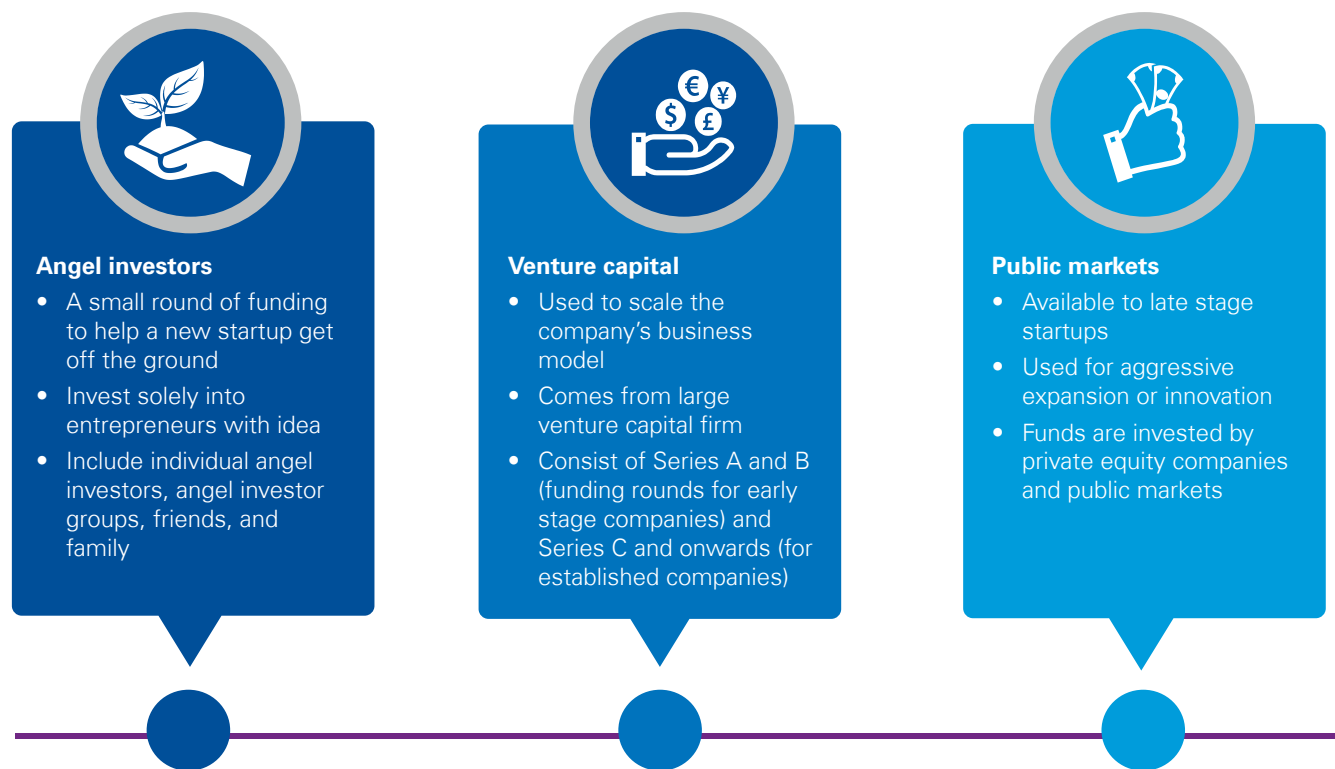 €
¥
$
£
Angel investors
• A small round of funding
to help a new startup get
off the ground
• Invest solely into
entrepreneurs with idea
• Include individual angel
investors, angel investor
groups, friends, and
family
Venture capital
• Used to scale the
company’s business
model
• Comes from large
venture capital firm
• Consist of Series A and B
(funding rounds for early
stage companies) and
Series C and onwards (for
established companies)
Public markets
• Available to late stage
startups
• Used for aggressive
expansion or innovation
• Funds are invested by
private equity companies
and public markets